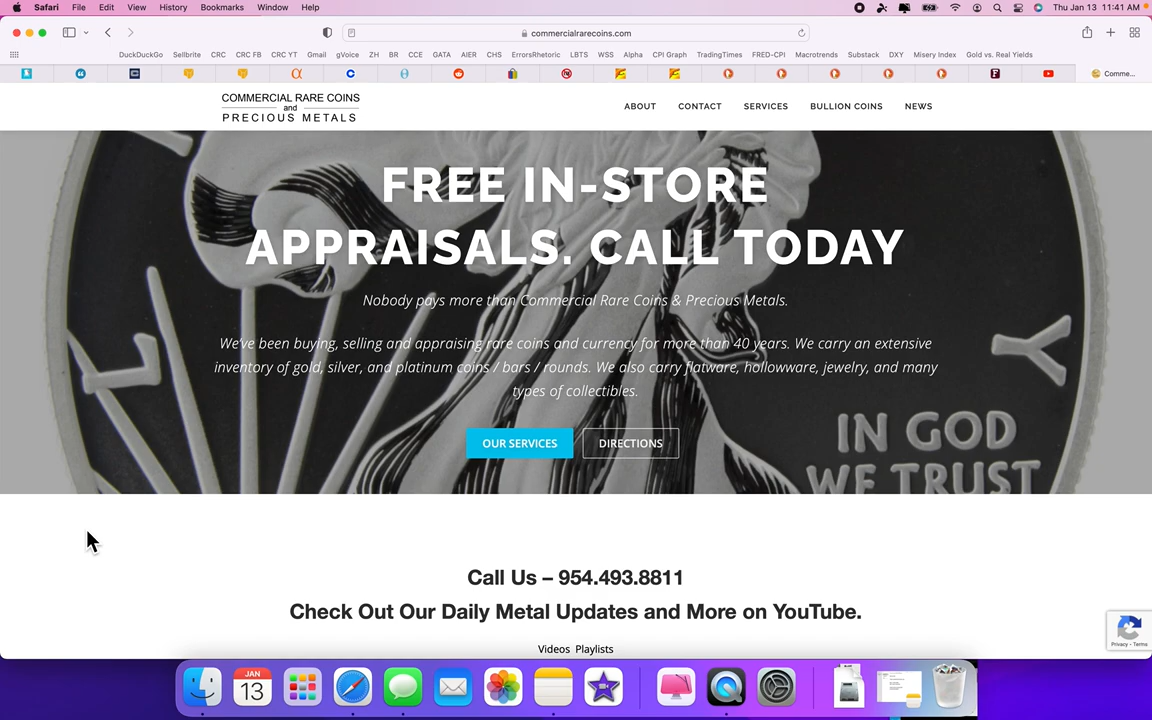 Safari File Edit View History Bookmarks Window Help Thu Jan 13 11:41 AM
commercialrarecoins.com
DuckDuckGo Sellbrite CRC CRC FB CRC YT Gmail gVoice ZH BR CCE GATA AIER CHS ErrorsRhetoric LBTS WSS Alpha CPI Graph TradingTimes FRED-CPI Macrotrends Substack DXY Misery Index Gold vs. Real Yields
Comme...
COMMERCIAL RARE COINS
and
PRECIOUS METALS
ABOUT CONTACT SERVICES BULLION COINS NEWS
FREE IN-STORE
APPRAISALS. CALL TODAY
Nobody pays more than Commercial Rare Coins & Precious Metals.
We've been buying, selling and appraising rare coins and currency for more than 40 years. We carry an extensive
inventory of gold, silver, and platinum coins / bars / rounds. We also carry flatware, hollowware, jewelry, and many
types of collectibles.
OUR SERVICES DIRECTIONS
L
Y
IN GOD
WE TRUST
Call Us – 954.493.8811
Check Out Our Daily Metal Updates and More on YouTube.
Videos Playlists
Privacy - Terms
JAN
13